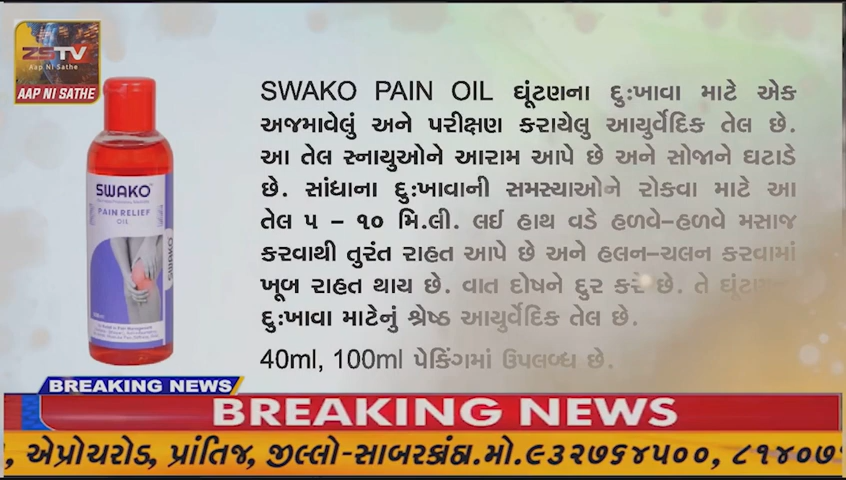 ZSTV
Aap Ni Sathe
AAP NI SATHE
SWAKO PAIN OIL ઘૂંટણના દુઃખાવા માટે એક
અજમાવેલું અને પરીક્ષણ કરાયેલુ આયુર્વેદિક તેલ છે.
આ તેલ સ્નાયુઓને આરામ આપે છે અને સોજાને ઘટાડે
છે. સાંધાના દુઃખાવાની સમસ્યાઓને રોકવા માટે આ
તેલ ૫ – ૧૦ મિ.લી. લઈ હાથ વડે હળવે-હળવે મસાજ
કરવાથી તુરંત રાહત આપે છે અને હલન-ચલન કરવામાં
ખૂબ રાહત થાય છે. વાત દોષને દુર કરે છે. તે
દુઃખાવા માટેનું શ્રેષ્ઠ આયુર્વેદિક તેલ છે.
40ml, 100ml પેકિંગમાં ઉપલબ્ધ છે.
SWAKO
PAIN RELIEF
OIL
SWAKO
BREAKING NEWS
BREAKING NEWS
, એપ્રોચરોડ, પ્રાંતિજ, જીલ્લો-સાબરકાંઠા.મો.૯૩૨૭૬૪૫૦૦, ૮૧૪૦૭